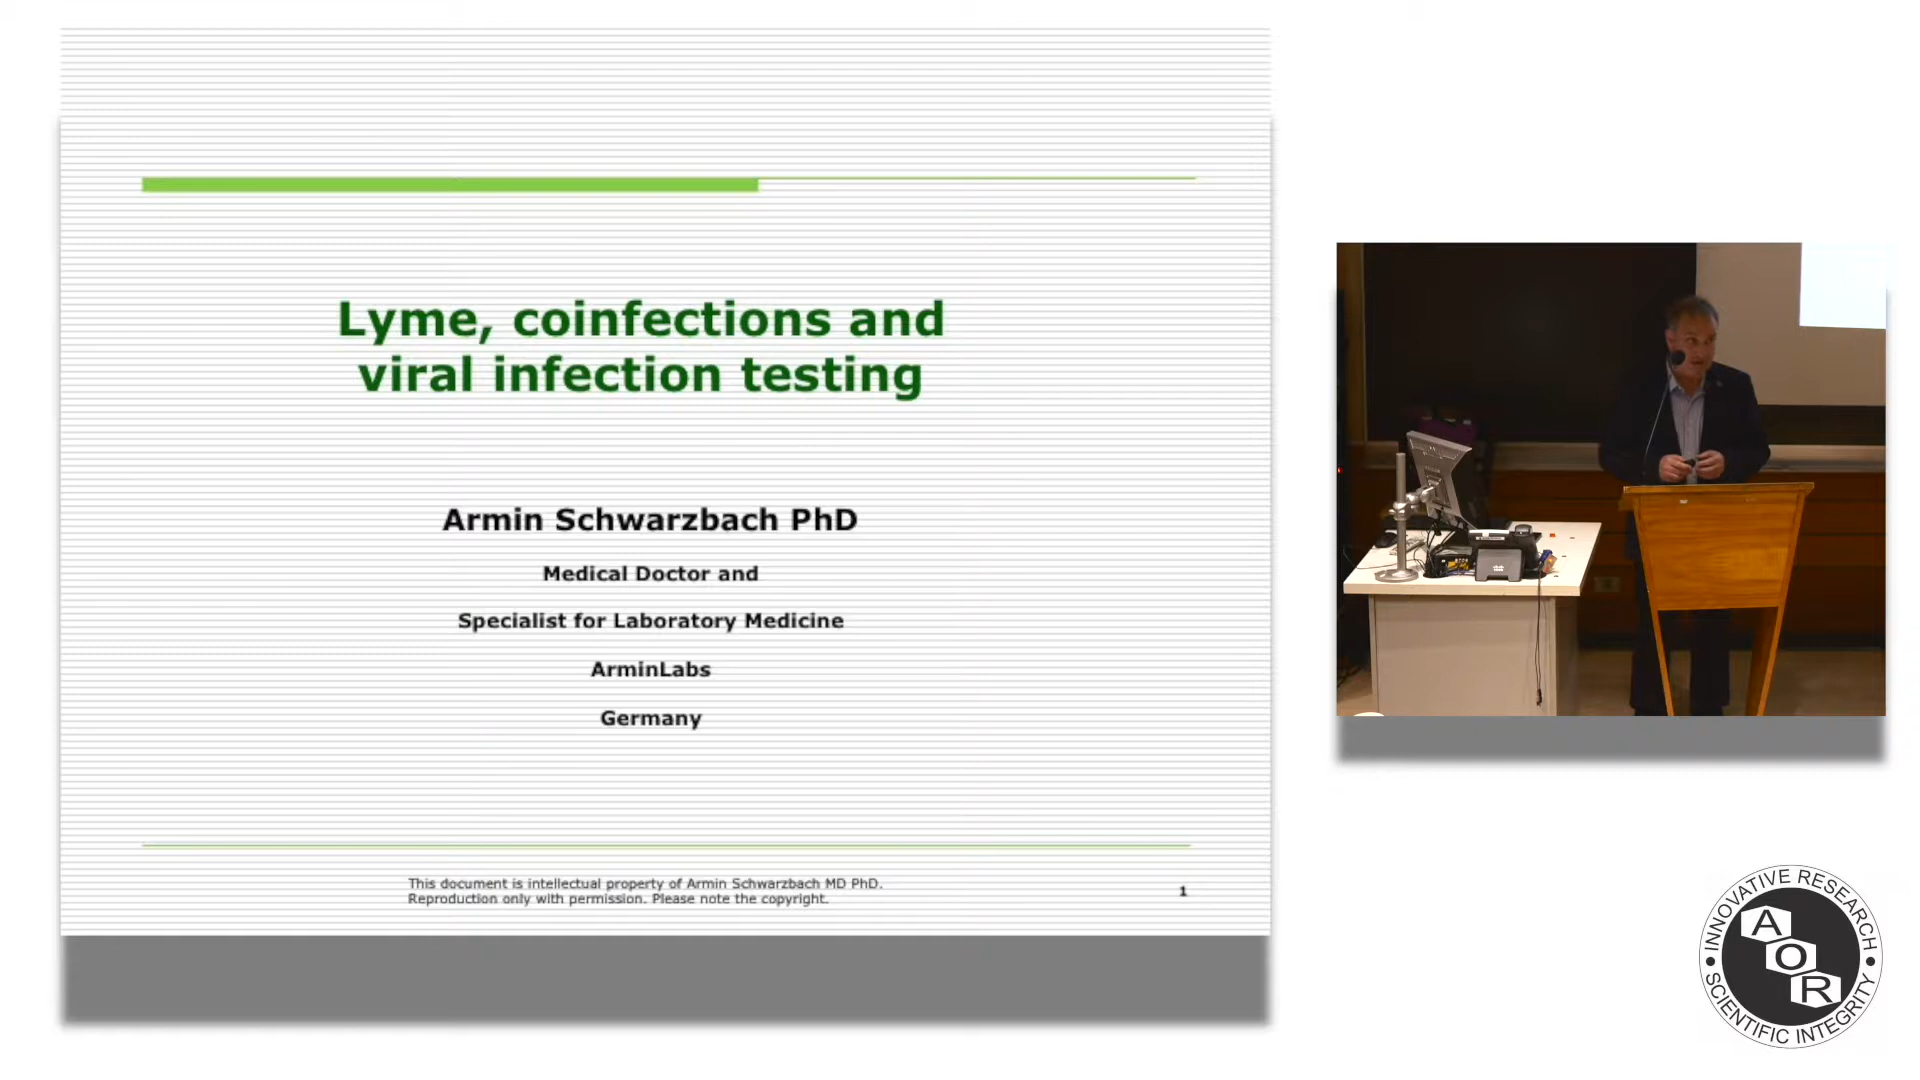 Lyme, coinfections and
viral infection testing
Armin Schwarzbach PhD
Medical Doctor and
Specialist for Laboratory Medicine
ArminLabs
Germany
This document is intellectual property of Armin Schwarzbach MD PhD.
Reproduction only with permission. Please note the copyright.
1
INNOVATIVE RESEARCH
AOR
SCIENTIFIC INTEGRITY